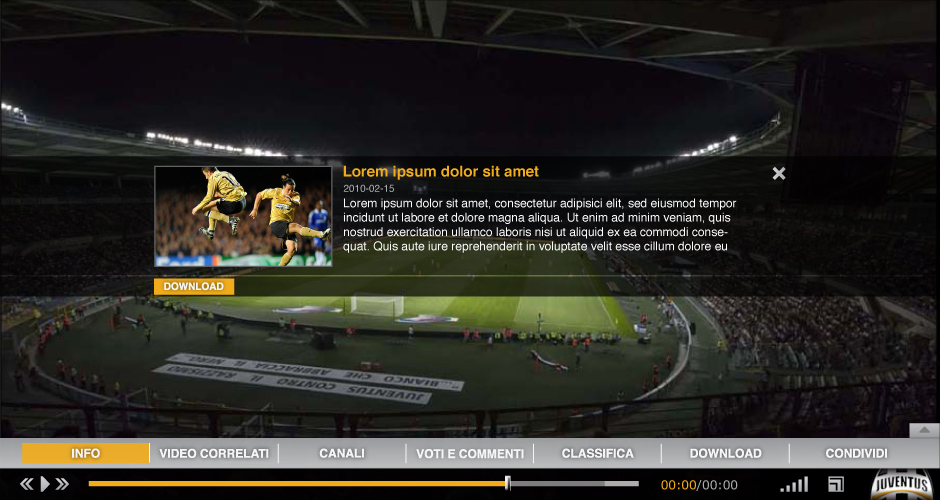 Lorem ipsum dolor sit amet
2010-02-15
Lorem ipsum dolor sit amet, consectetur adipisici elit, sed eiusmod tempor
incidunt ut labore et dolore magna aliqua. Ut enim ad minim veniam, quis
nostrud exercitation ullamco laboris nisi ut aliquid ex ea commodi conse-
quat. Quis aute iure reprehenderit in voluptate velit esse cillum dolore eu
DOWNLOAD
BIANCO CHE ABBRACCIA IL NERO.
JUVENTUS CONTRO IL RAZZISMO
INFO
VIDEO CORRELATI
CANALI
VOTI E COMMENTI
CLASSIFICA
DOWNLOAD
CONDIVIDI
00:00/00:00
JUVENTUS